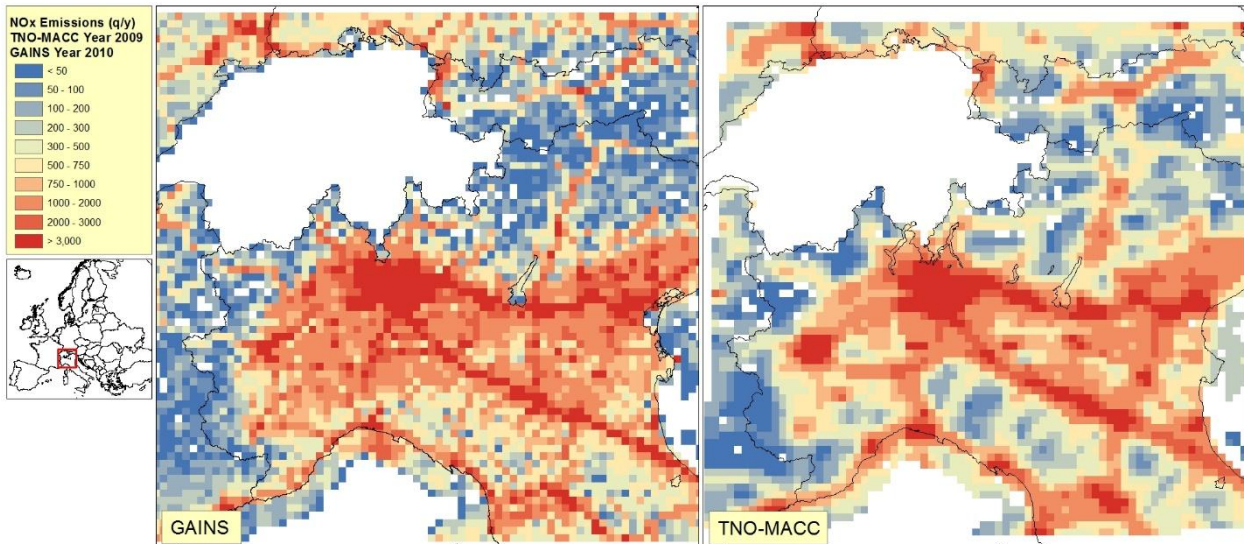 NOx Emissions (q/y)
TNO-MACC Year 2009
GAINS Year 2010
< 50
50 - 100
100 - 200
200 - 300
300 - 500
500 - 750
750 - 1000
1000 - 2000
2000 - 3000
> 3,000
GAINS
TNO-MACC